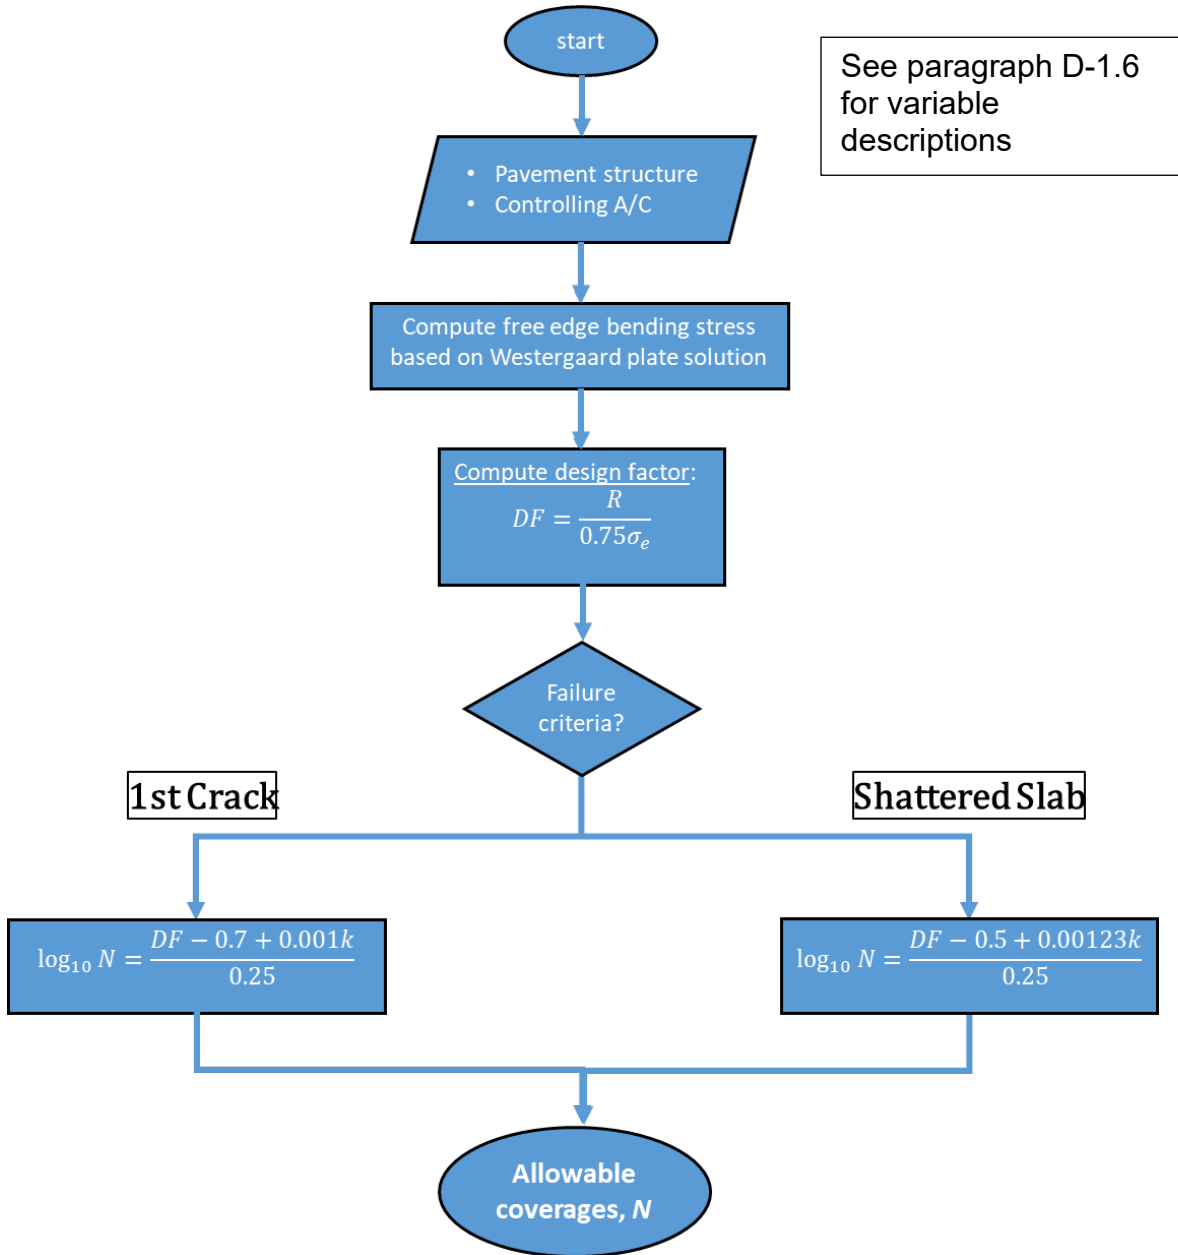 start
See paragraph D-1.6
for variable
descriptions
• Pavement structure
• Controlling A/C
Compute free edge bending stress
based on Westergaard plate solution
Compute design factor:
DF = R / 0.75σₑ
Failure
criteria?
1st Crack
Shattered Slab
log₁₀ N = (DF − 0.7 + 0.001k) / 0.25
log₁₀ N = (DF − 0.5 + 0.00123k) / 0.25
Allowable
coverages, N